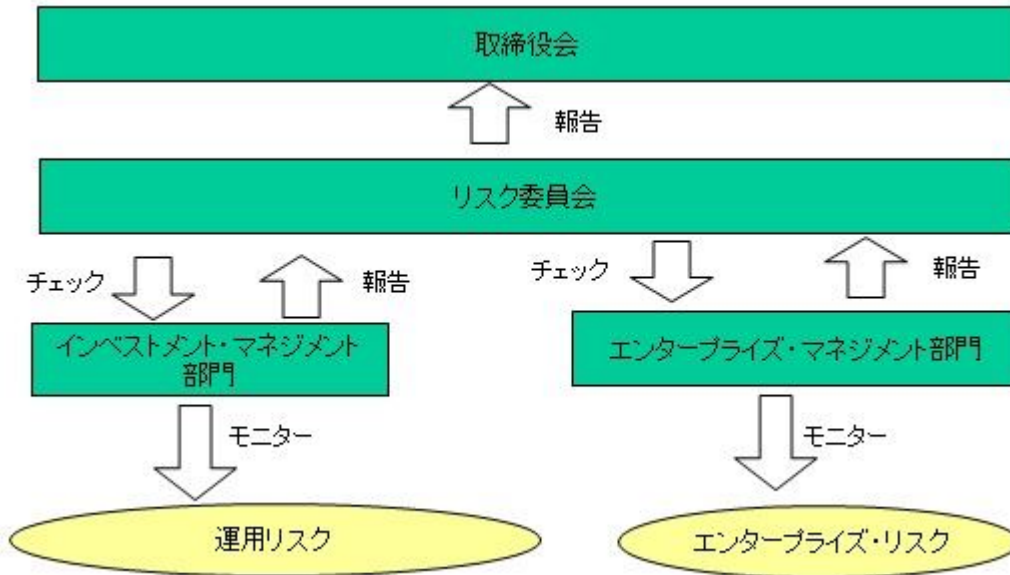 取締役会
報告
リスク委員会
チェック
報告
チェック
報告
インベストメント・マネジメント
部門
エンタープライズ・マネジメント部門
モニター
モニター
運用リスク
エンタープライズ・リスク